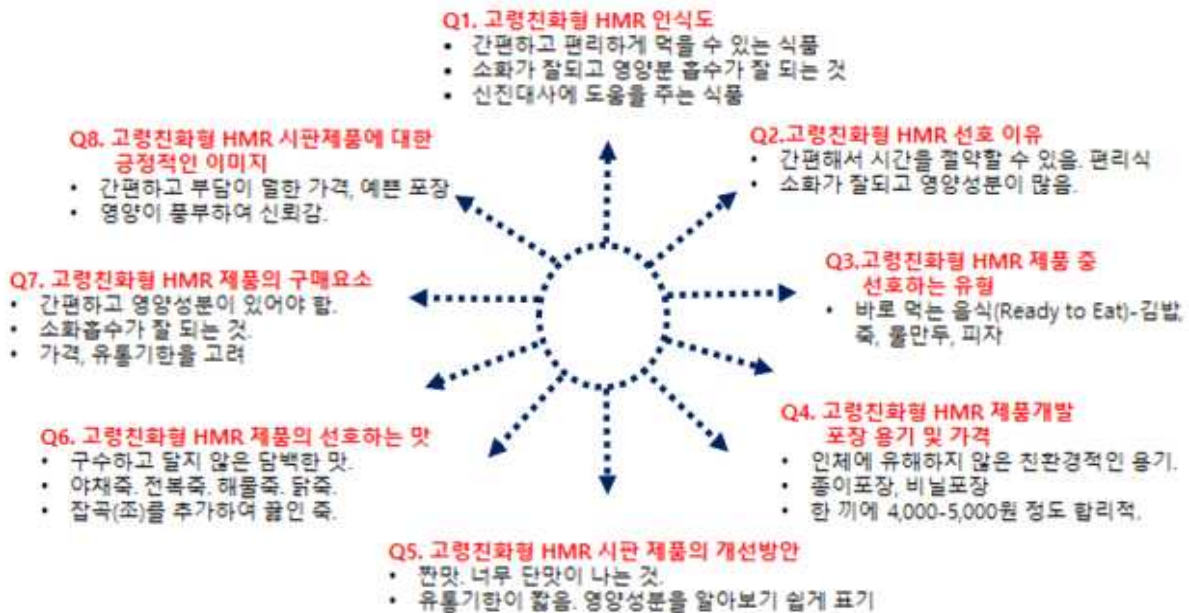 Q1. 고령친화형 HMR 인식도
• 간편하고 편리하게 먹을 수 있는 식품
• 소화가 잘되고 영양분 흡수가 잘 되는 것
• 신진대사에 도움을 주는 식품
Q2.고령친화형 HMR 선호 이유
• 간편해서 시간을 절약할 수 있음. 편리식
• 소화가 잘되고 영양성분이 많음.
Q3.고령친화형 HMR 제품 중
선호하는 유형
• 바로 먹는 음식(Ready to Eat)-김밥,
죽, 물만두, 피자
Q4. 고령친화형 HMR 제품개발
포장 용기 및 가격
• 인체에 유해하지 않은 친환경적인 용기.
• 종이포장, 비닐포장
• 한 끼에 4,000-5,000원 정도 합리적.
Q5. 고령친화형 HMR 시판 제품의 개선방안
• 짠맛. 너무 단맛이 나는 것.
• 유통기한이 짧음. 영양성분을 알아보기 쉽게 표기
Q6. 고령친화형 HMR 제품의 선호하는 맛
• 구수하고 달지 않은 담백한 맛.
• 야채죽. 전복죽. 해물죽. 닭죽.
• 잡곡(조)를 추가하여 끓인 죽.
Q7. 고령친화형 HMR 제품의 구매요소
• 간편하고 영양성분이 있어야 함.
• 소화흡수가 잘 되는 것.
• 가격, 유통기한을 고려
Q8. 고령친화형 HMR 시판제품에 대한
긍정적인 이미지
• 간편하고 부담이 덜한 가격, 예쁜 포장
• 영양이 풍부하여 신뢰감.